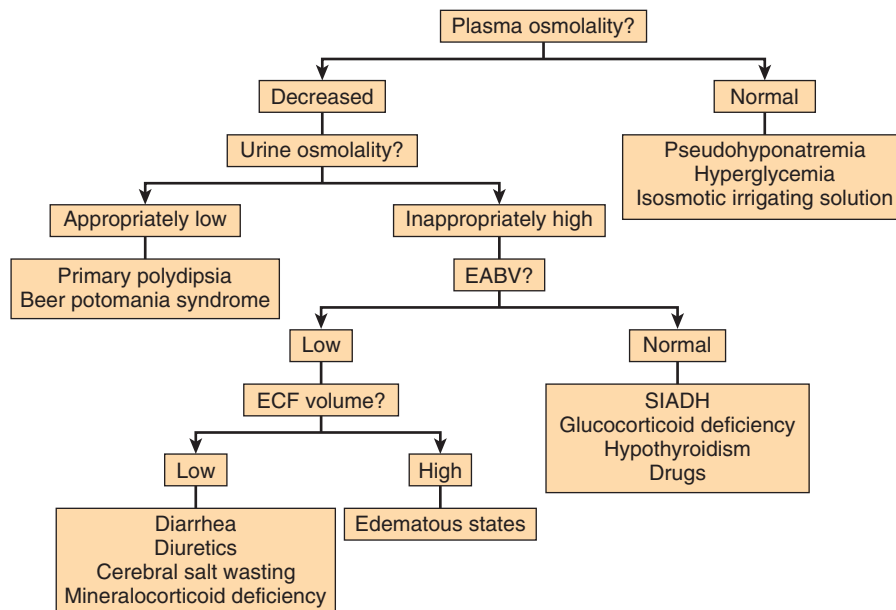 Plasma osmolality?
Decreased
Normal
Urine osmolality?
Pseudohyponatremia
Hyperglycemia
Isosmotic irrigating solution
Appropriately low
Inappropriately high
Primary polydipsia
Beer potomania syndrome
EABV?
Low
Normal
ECF volume?
SIADH
Glucocorticoid deficiency
Hypothyroidism
Drugs
Low
High
Diarrhea
Diuretics
Cerebral salt wasting
Mineralocorticoid deficiency
Edematous states